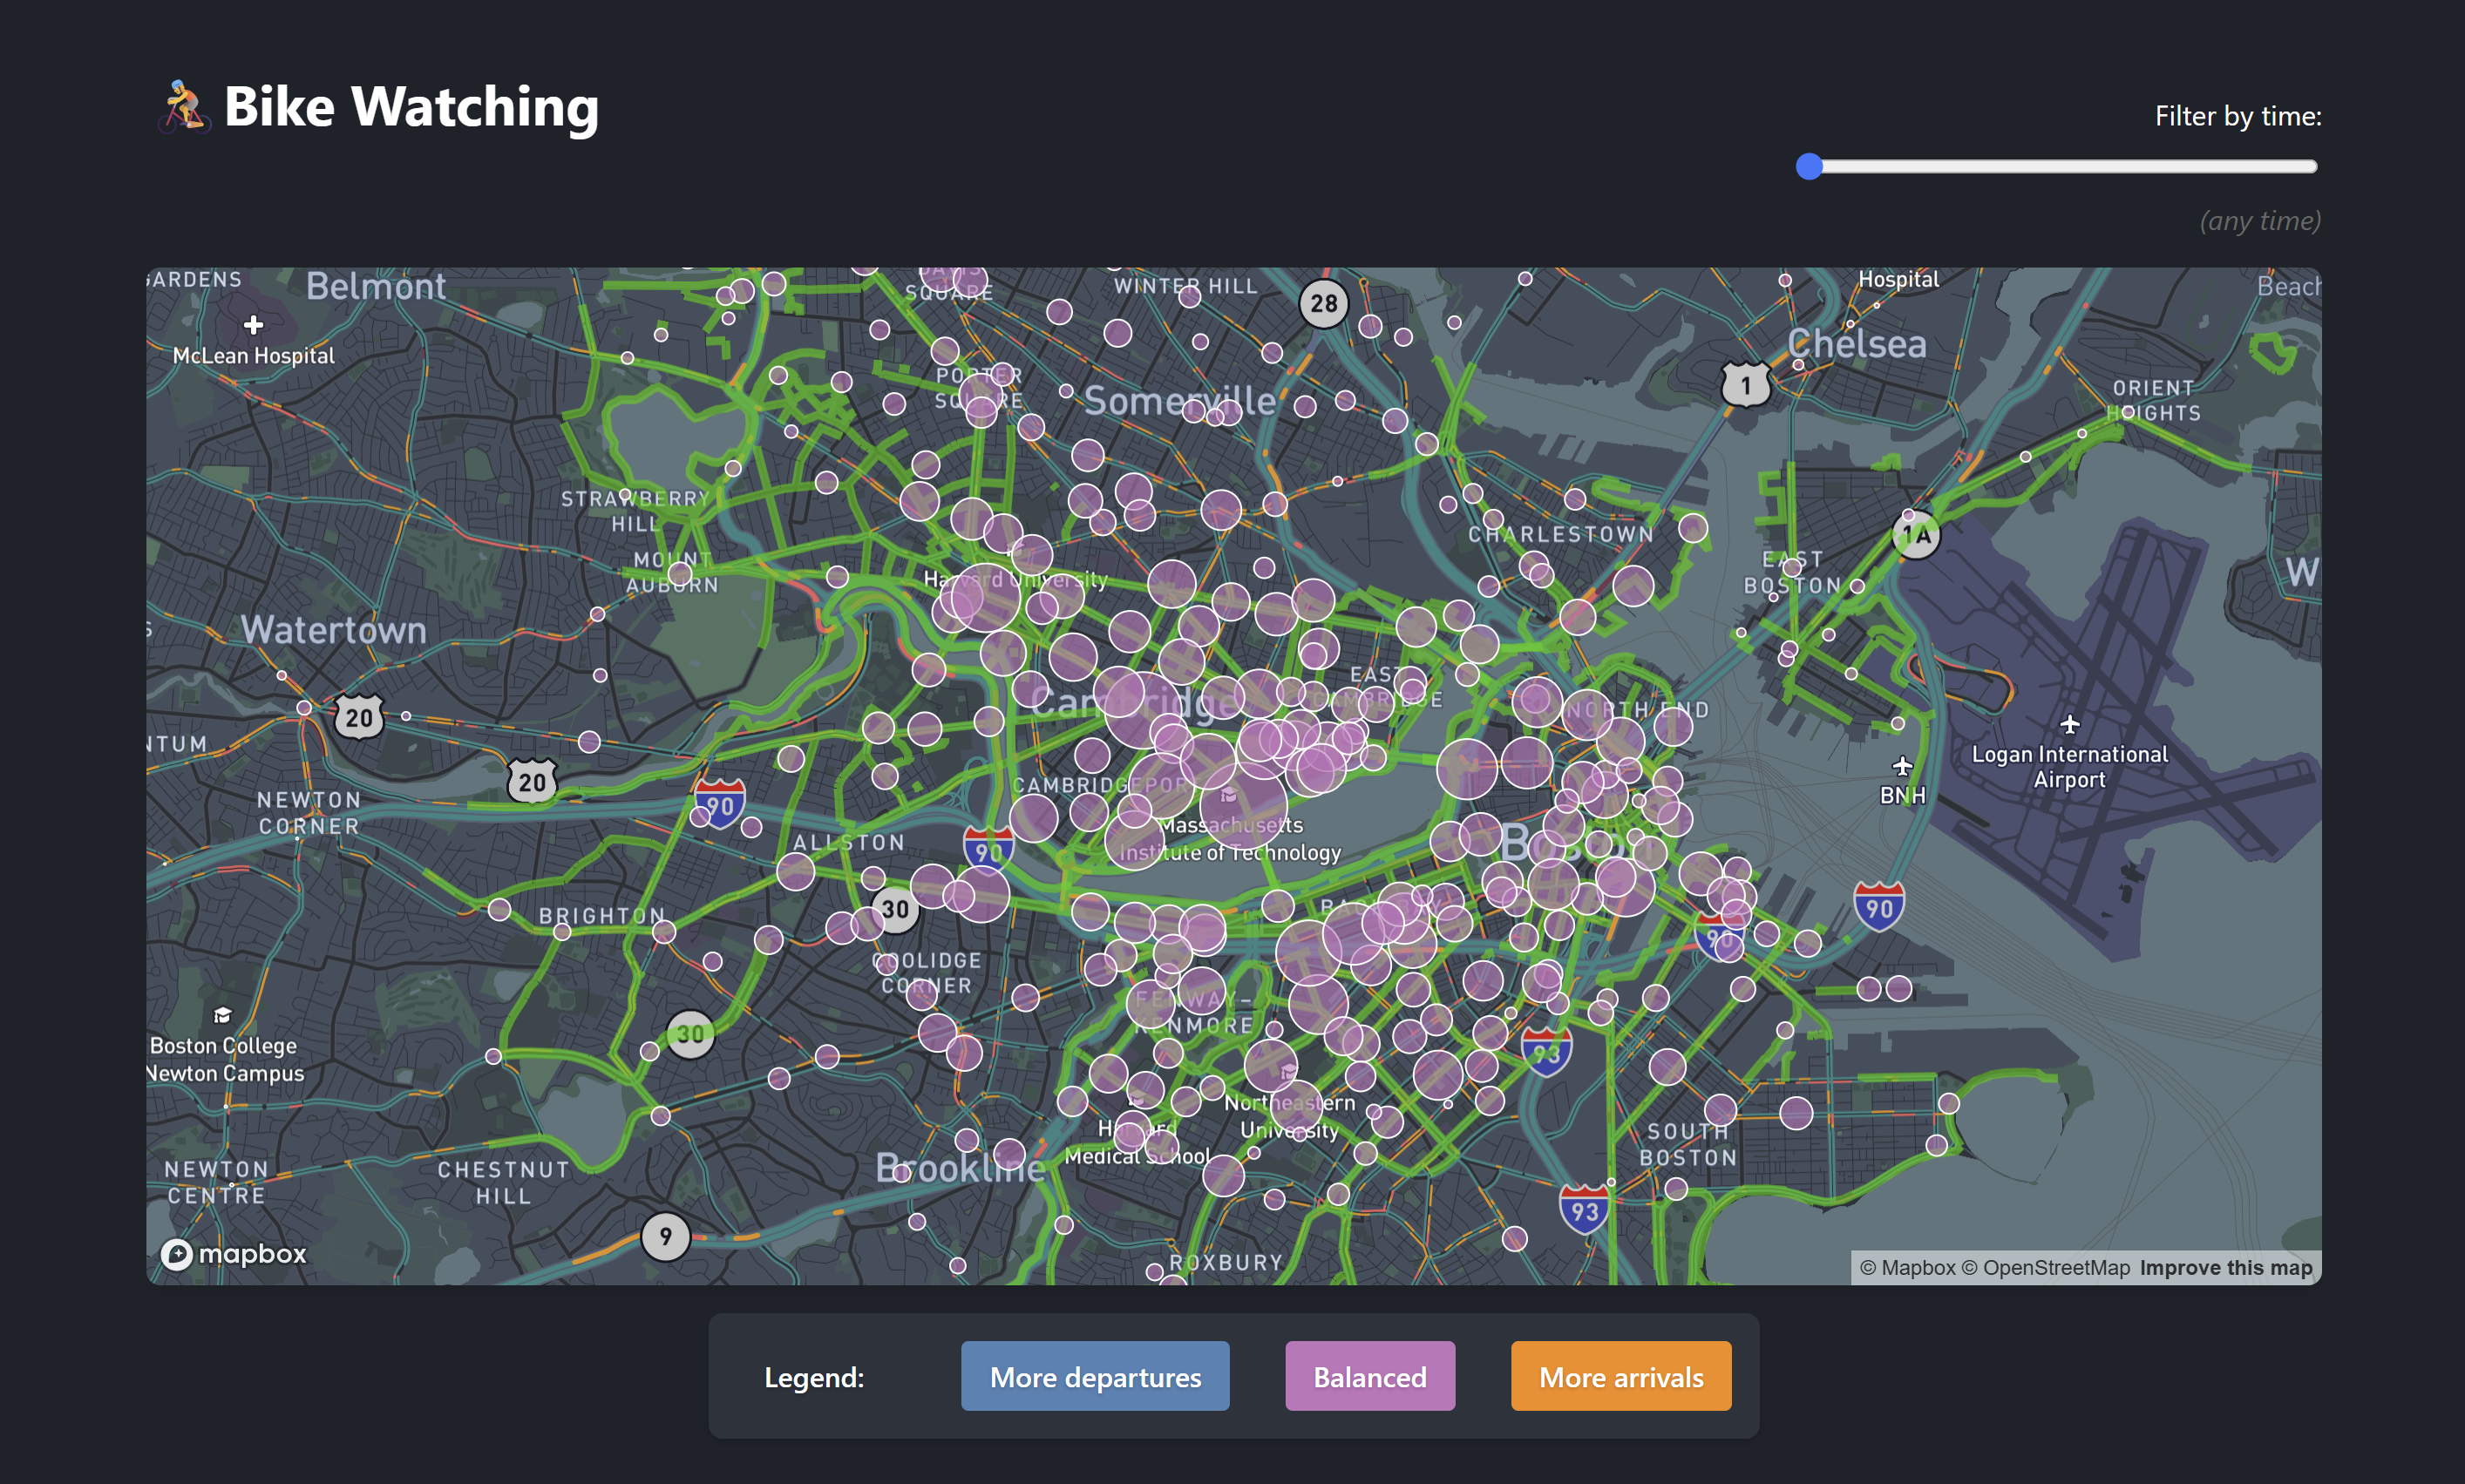 Bike Watching
Filter by time:
(any time)
Belmont
SQUARE
WINTER HILL
28
Hospital
Chelsea
McLean Hospital
1
ORIENT
HEIGHTS
PORTER
SQUARE
Somerville
STRAWBERRY
HILL
CHARLESTOWN
1A
MOUNT
AUBURN
Harvard University
EAST
BOSTON
W
Watertown
EAST
CAMBRIDGE
Cambridge
NORTH END
20
Logan International
Airport
20
BNH
90
CAMBRIDGEPORT
NEWTON
CORNER
Massachusetts
Institute of Technology
ALLSTON
90
Boston
30
90
BRIGHTON
90
COOLIDGE
CORNER
FENWAY-
KENMORE
30
93
Boston College
Newton Campus
Northeastern
University
Harvard
Medical School
SOUTH
BOSTON
Brookline
NEWTON
CENTRE
CHESTNUT
HILL
93
9
mapbox
ROXBURY
© Mapbox © OpenStreetMap Improve this map
Legend:
More departures
Balanced
More arrivals